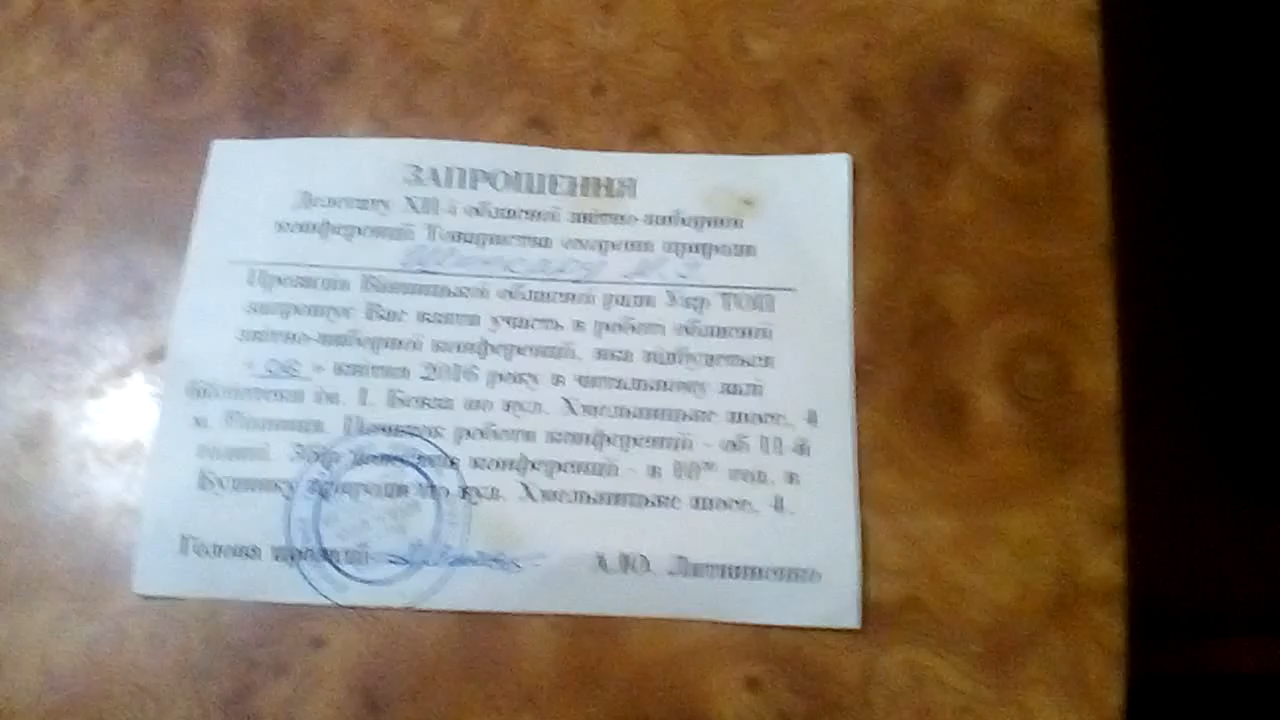 ЗАПРОШЕННЯ
Делегату XII-ї обласної звітно-виборної
конференції Товариства охорони природи
Президія Вінницької обласної ради Укр ТОП
запрошує Вас взяти участь в роботі обласної
звітно-виборної конференції, яка відбудеться
" 06 " квітня 2016 року в читальному залі
бібліотеки ім. І. Бевза по вул. Хмельницьке шосе, 4
м. Вінниця. Початок роботи конференції - об 11-й
годині. Збір делегатів конференції - в 10 год. в
Будинку природи по вул. Хмельницьке шосе, 4.
Голова президії